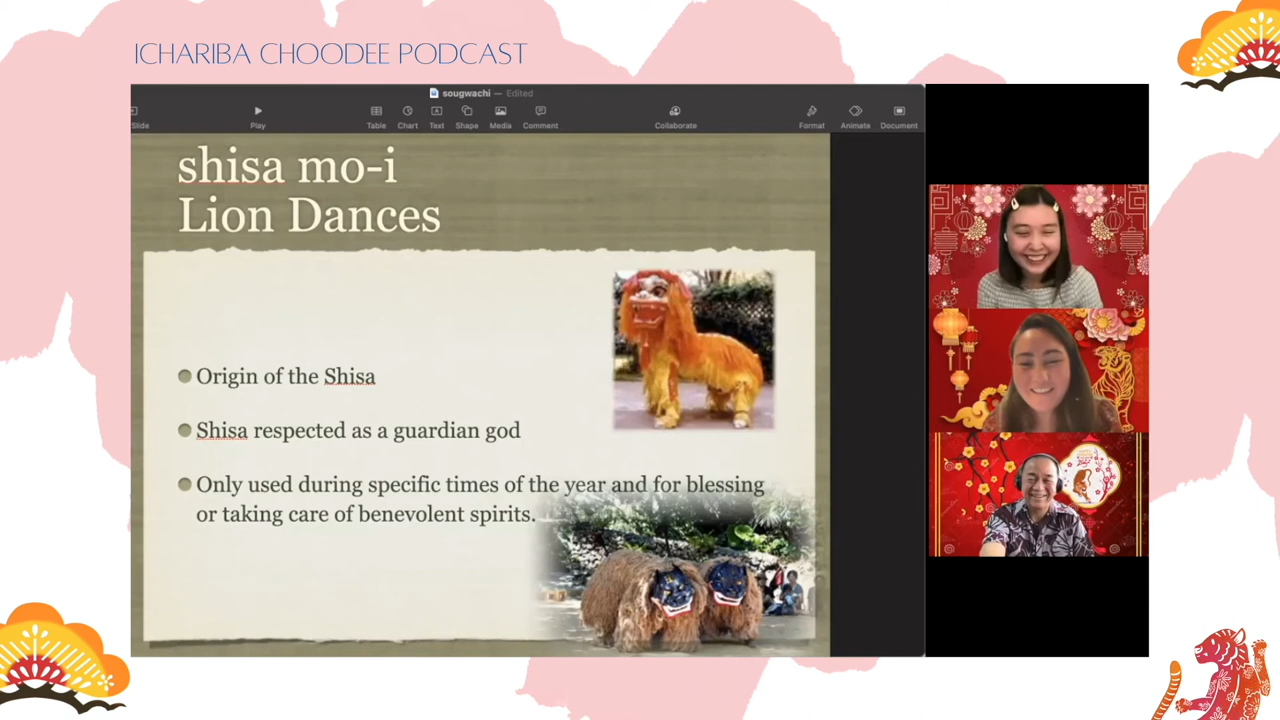 ICHARIBA CHOODEE PODCAST
sougwachi — Edited
Slide
Play
Table
Chart
Text
Shape
Media
Comment
Collaborate
Format
Animate
Document
shisa mo-i
Lion Dances
Origin of the Shisa
Shisa respected as a guardian god
Only used during specific times of the year and for blessing
or taking care of benevolent spirits.